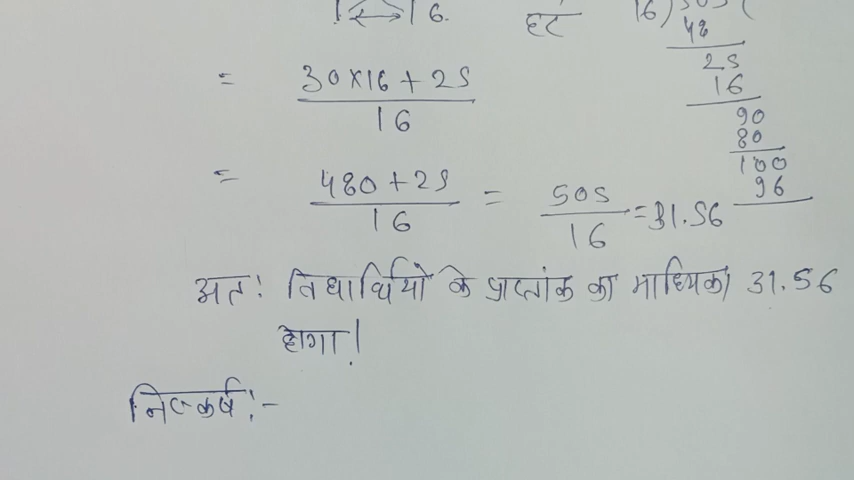 16.
16)505(
48
25
16
90
80
100
96
= 30×16 + 25 / 16
= 480 + 25 / 16 = 505 / 16 = 31.56
अतः विधार्थियों के प्राप्तांक का माध्यिका 31.56
होगा।
निष्कर्ष:-